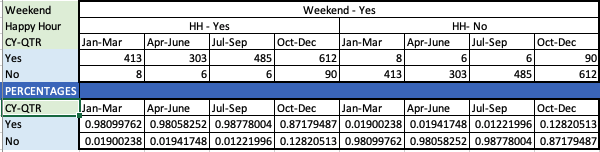 Weekend Weekend - Yes
Happy Hour HH - Yes HH- No
CY-QTR Jan-Mar Apr-June Jul-Sep Oct-Dec Jan-Mar Apr-June Jul-Sep Oct-Dec
Yes 413 303 485 612 8 6 6 90
No 8 6 6 90 413 303 485 612
PERCENTAGES
CY-QTR Jan-Mar Apr-June Jul-Sep Oct-Dec Jan-Mar Apr-June Jul-Sep Oct-Dec
Yes 0.98099762 0.98058252 0.98778004 0.87179487 0.01900238 0.01941748 0.01221996 0.12820513
No 0.01900238 0.01941748 0.01221996 0.12820513 0.98099762 0.98058252 0.98778004 0.87179487